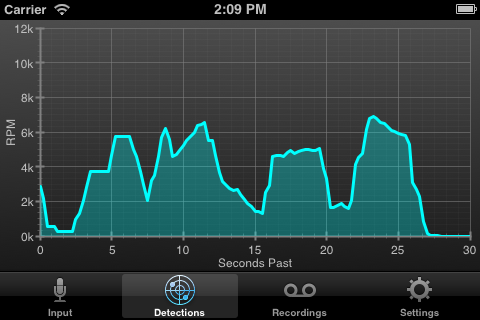 Carrier 2:09 PM
12k
10k
8k
6k
4k
2k
0k
RPM
0 5 10 15 20 25 30
Seconds Past
Input Detections Recordings Settings